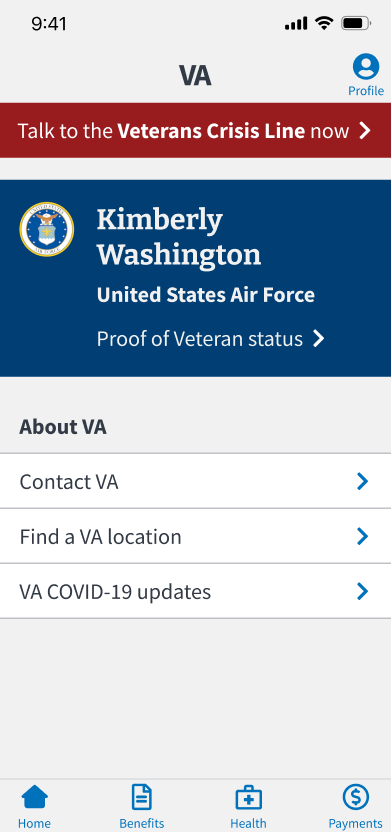 9:41
VA
Profile
Talk to the Veterans Crisis Line now
Kimberly
Washington
United States Air Force
Proof of Veteran status
About VA
Contact VA
Find a VA location
VA COVID-19 updates
Home
Benefits
Health
Payments